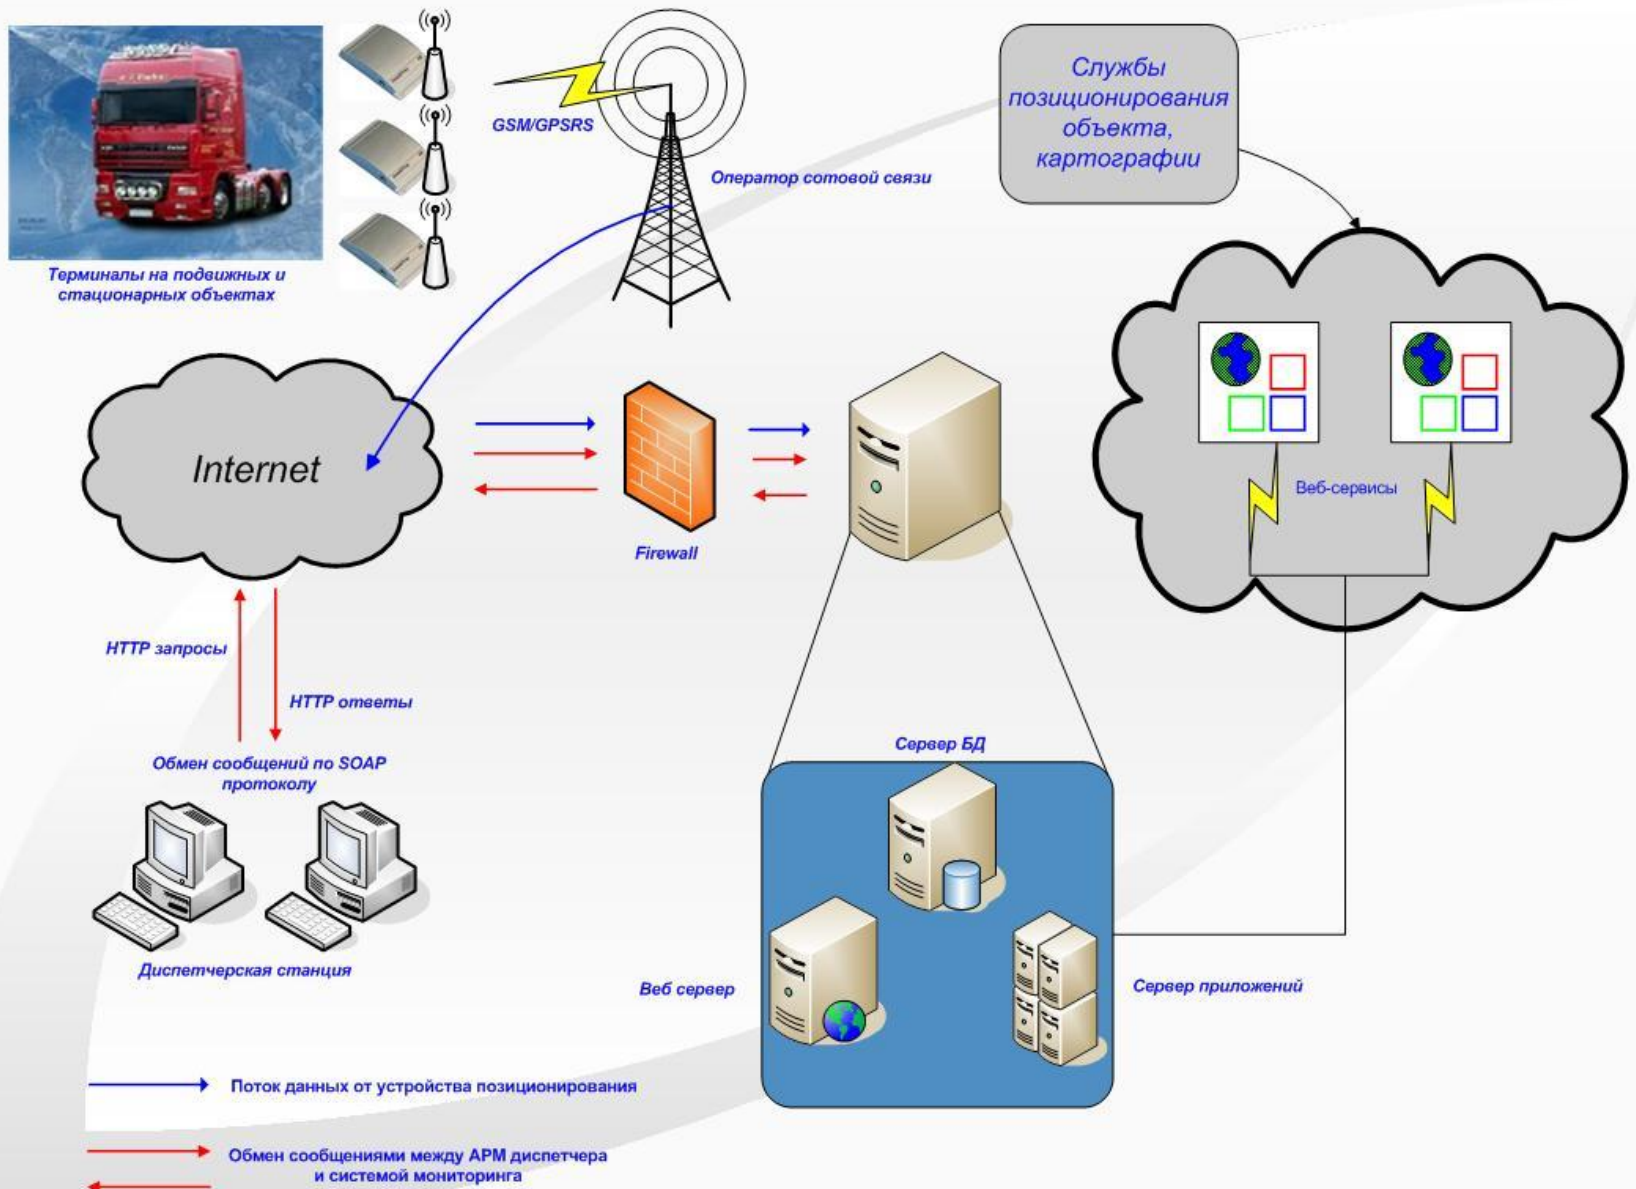 GSM/GPSRS
Оператор сотовой связи
Службы
позиционирования
объекта,
картографии
Терминалы на подвижных и
стационарных объектах
Internet
Firewall
Веб-сервисы
HTTP запросы
HTTP ответы
Обмен сообщений по SOAP
протоколу
Сервер БД
Диспетчерская станция
Веб сервер
Сервер приложений
Поток данных от устройства позиционирования
Обмен сообщениями между АРМ диспетчера
и системой мониторинга